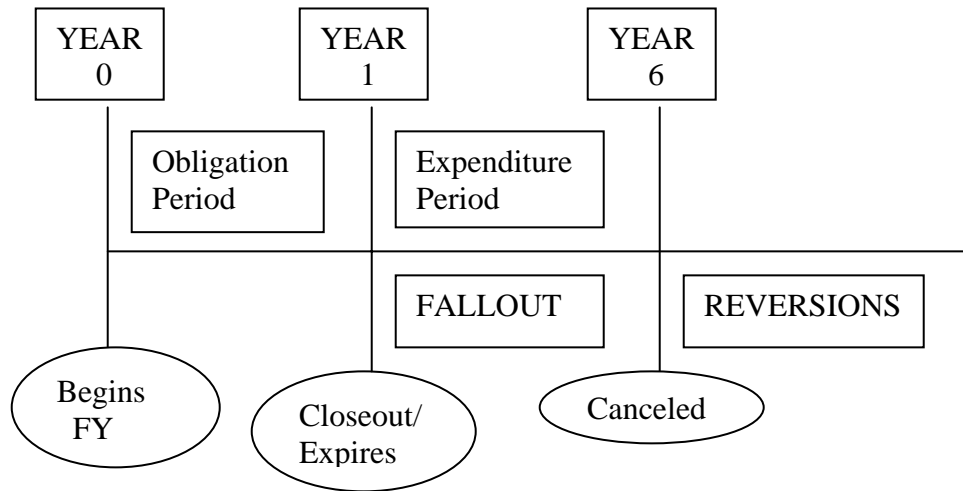 YEAR
0
YEAR
1
YEAR
6
Obligation
Period
Expenditure
Period
FALLOUT
REVERSIONS
Begins
FY
Closeout/
Expires
Canceled